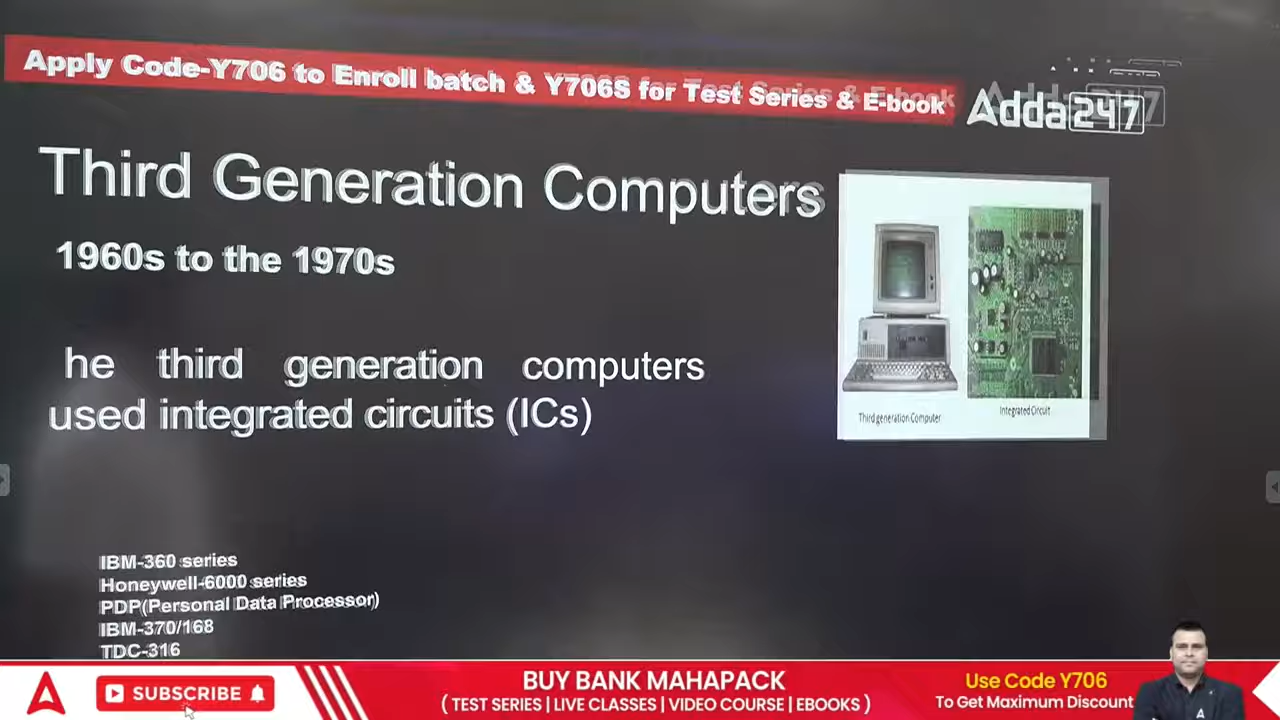 Apply Code-Y706 to Enroll batch & Y706S for Test Series & E-book
Adda247
Third Generation Computers
1960s to the 1970s
he third generation computers
used integrated circuits (ICs)
Third generation Computer
Integrated Circuit
IBM-360 series
Honeywell-6000 series
PDP(Personal Data Processor)
IBM-370/168
TDC-316
SUBSCRIBE
BUY BANK MAHAPACK
( TEST SERIES | LIVE CLASSES | VIDEO COURSE | EBOOKS )
Use Code Y706
To Get Maximum Discount